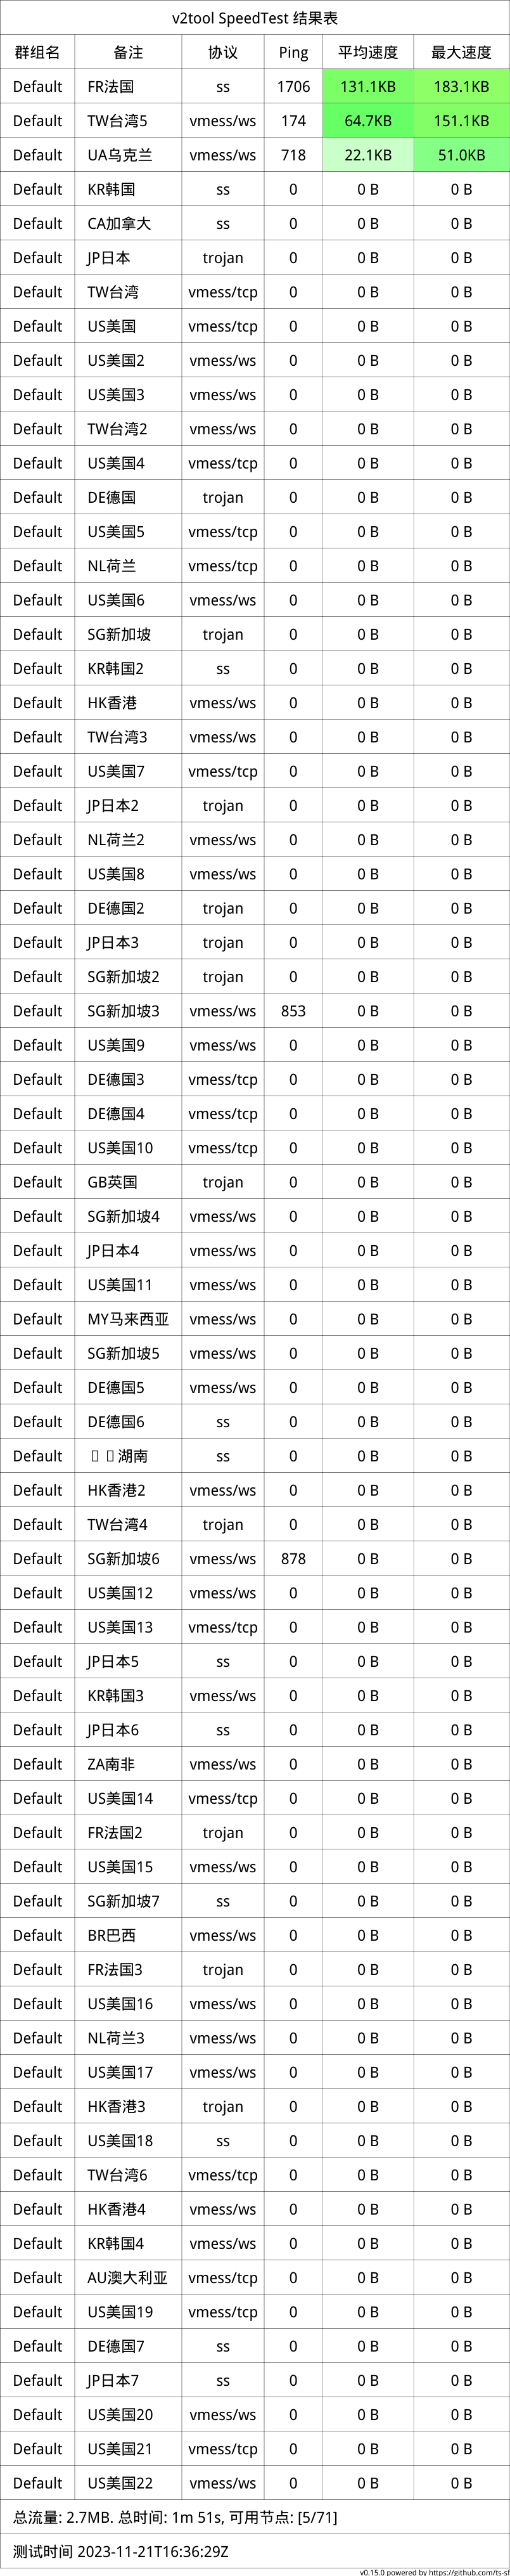 v2tool SpeedTest 结果表
群组名 备注 协议 Ping 平均速度 最大速度
Default FR法国 ss 1706 131.1KB 183.1KB
Default TW台湾5 vmess/ws 174 64.7KB 151.1KB
Default UA乌克兰 vmess/ws 718 22.1KB 51.0KB
Default KR韩国 ss 0 0 B 0 B
Default CA加拿大 ss 0 0 B 0 B
Default JP日本 trojan 0 0 B 0 B
Default TW台湾 vmess/tcp 0 0 B 0 B
Default US美国 vmess/tcp 0 0 B 0 B
Default US美国2 vmess/ws 0 0 B 0 B
Default US美国3 vmess/ws 0 0 B 0 B
Default TW台湾2 vmess/ws 0 0 B 0 B
Default US美国4 vmess/tcp 0 0 B 0 B
Default DE德国 trojan 0 0 B 0 B
Default US美国5 vmess/tcp 0 0 B 0 B
Default NL荷兰 vmess/tcp 0 0 B 0 B
Default US美国6 vmess/ws 0 0 B 0 B
Default SG新加坡 trojan 0 0 B 0 B
Default KR韩国2 ss 0 0 B 0 B
Default HK香港 vmess/ws 0 0 B 0 B
Default TW台湾3 vmess/ws 0 0 B 0 B
Default US美国7 vmess/tcp 0 0 B 0 B
Default JP日本2 trojan 0 0 B 0 B
Default NL荷兰2 vmess/ws 0 0 B 0 B
Default US美国8 vmess/ws 0 0 B 0 B
Default DE德国2 trojan 0 0 B 0 B
Default JP日本3 trojan 0 0 B 0 B
Default SG新加坡2 trojan 0 0 B 0 B
Default SG新加坡3 vmess/ws 853 0 B 0 B
Default US美国9 vmess/ws 0 0 B 0 B
Default DE德国3 vmess/tcp 0 0 B 0 B
Default DE德国4 vmess/tcp 0 0 B 0 B
Default US美国10 vmess/tcp 0 0 B 0 B
Default GB英国 trojan 0 0 B 0 B
Default SG新加坡4 vmess/ws 0 0 B 0 B
Default JP日本4 vmess/ws 0 0 B 0 B
Default US美国11 vmess/ws 0 0 B 0 B
Default MY马来西亚 vmess/ws 0 0 B 0 B
Default SG新加坡5 vmess/ws 0 0 B 0 B
Default DE德国5 vmess/ws 0 0 B 0 B
Default DE德国6 ss 0 0 B 0 B
Default 湖南 ss 0 0 B 0 B
Default HK香港2 vmess/ws 0 0 B 0 B
Default TW台湾4 trojan 0 0 B 0 B
Default SG新加坡6 vmess/ws 878 0 B 0 B
Default US美国12 vmess/ws 0 0 B 0 B
Default US美国13 vmess/tcp 0 0 B 0 B
Default JP日本5 ss 0 0 B 0 B
Default KR韩国3 vmess/ws 0 0 B 0 B
Default JP日本6 ss 0 0 B 0 B
Default ZA南非 vmess/ws 0 0 B 0 B
Default US美国14 vmess/tcp 0 0 B 0 B
Default FR法国2 trojan 0 0 B 0 B
Default US美国15 vmess/ws 0 0 B 0 B
Default SG新加坡7 ss 0 0 B 0 B
Default BR巴西 vmess/ws 0 0 B 0 B
Default FR法国3 trojan 0 0 B 0 B
Default US美国16 vmess/ws 0 0 B 0 B
Default NL荷兰3 vmess/ws 0 0 B 0 B
Default US美国17 vmess/ws 0 0 B 0 B
Default HK香港3 trojan 0 0 B 0 B
Default US美国18 ss 0 0 B 0 B
Default TW台湾6 vmess/tcp 0 0 B 0 B
Default HK香港4 vmess/ws 0 0 B 0 B
Default KR韩国4 vmess/ws 0 0 B 0 B
Default AU澳大利亚 vmess/tcp 0 0 B 0 B
Default US美国19 vmess/tcp 0 0 B 0 B
Default DE德国7 ss 0 0 B 0 B
Default JP日本7 ss 0 0 B 0 B
Default US美国20 vmess/ws 0 0 B 0 B
Default US美国21 vmess/tcp 0 0 B 0 B
Default US美国22 vmess/ws 0 0 B 0 B
总流量: 2.7MB. 总时间: 1m 51s, 可用节点: [5/71]
测试时间 2023-11-21T16:36:29Z
v0.15.0 powered by https://github.com/ts-sf